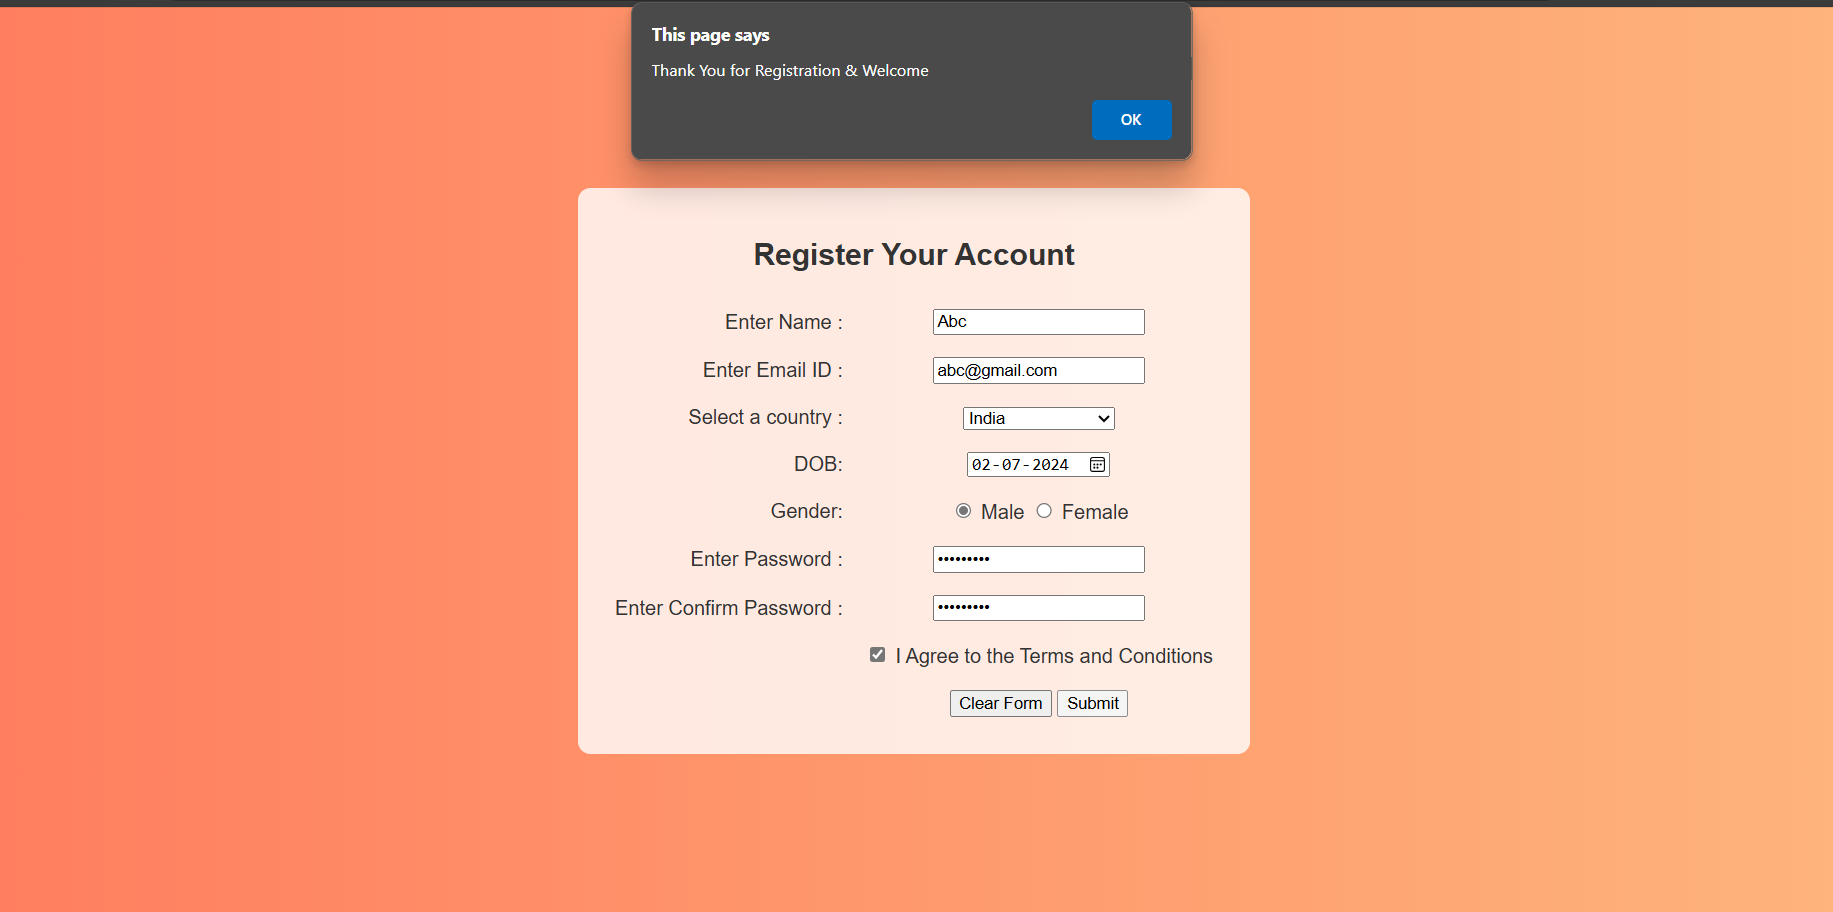 This page says
Thank You for Registration & Welcome
OK
Register Your Account
Enter Name : Abc
Enter Email ID : abc@gmail.com
Select a country : India
DOB: 02-07-2024
Gender: Male Female
Enter Password : •••••••••
Enter Confirm Password : •••••••••
I Agree to the Terms and Conditions
Clear Form Submit